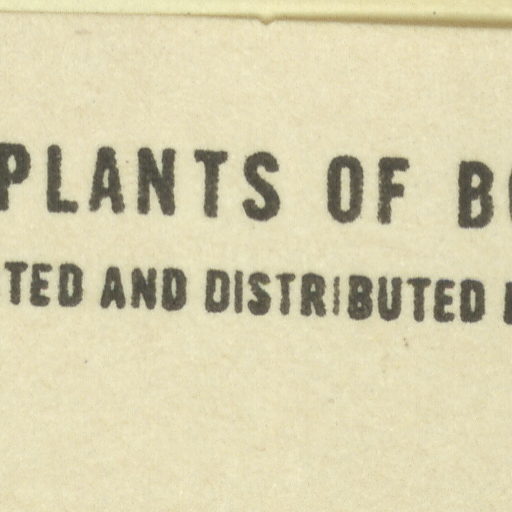 PLANTS OF
TED AND DISTRIBUTED